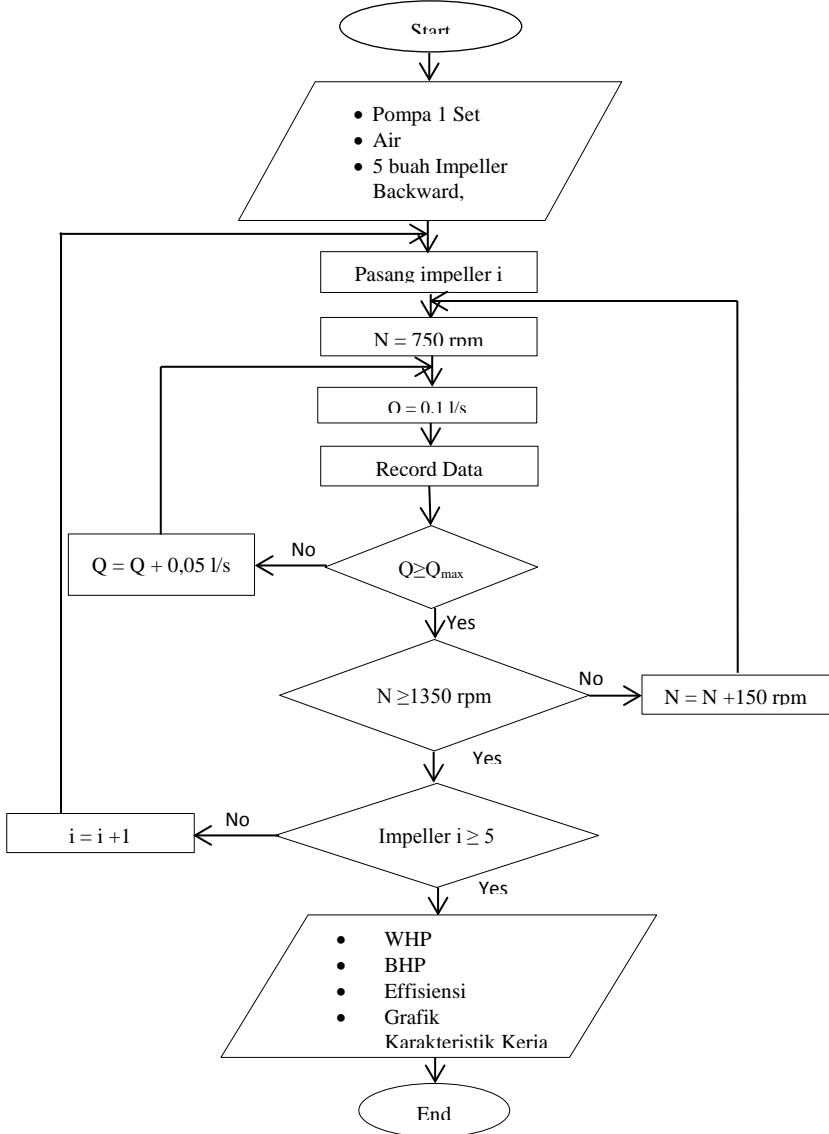 Start
• Pompa 1 Set
• Air
• 5 buah Impeller
Backward,
Pasang impeller i
N = 750 rpm
Q = 0,1 l/s
Record Data
Q = Q + 0,05 l/s
No
Q≥Qmax
Yes
N ≥1350 rpm
No
N = N +150 rpm
Yes
i = i +1
No
Impeller i ≥ 5
Yes
• WHP
• BHP
• Effisiensi
• Grafik
Karakteristik Kerja
End